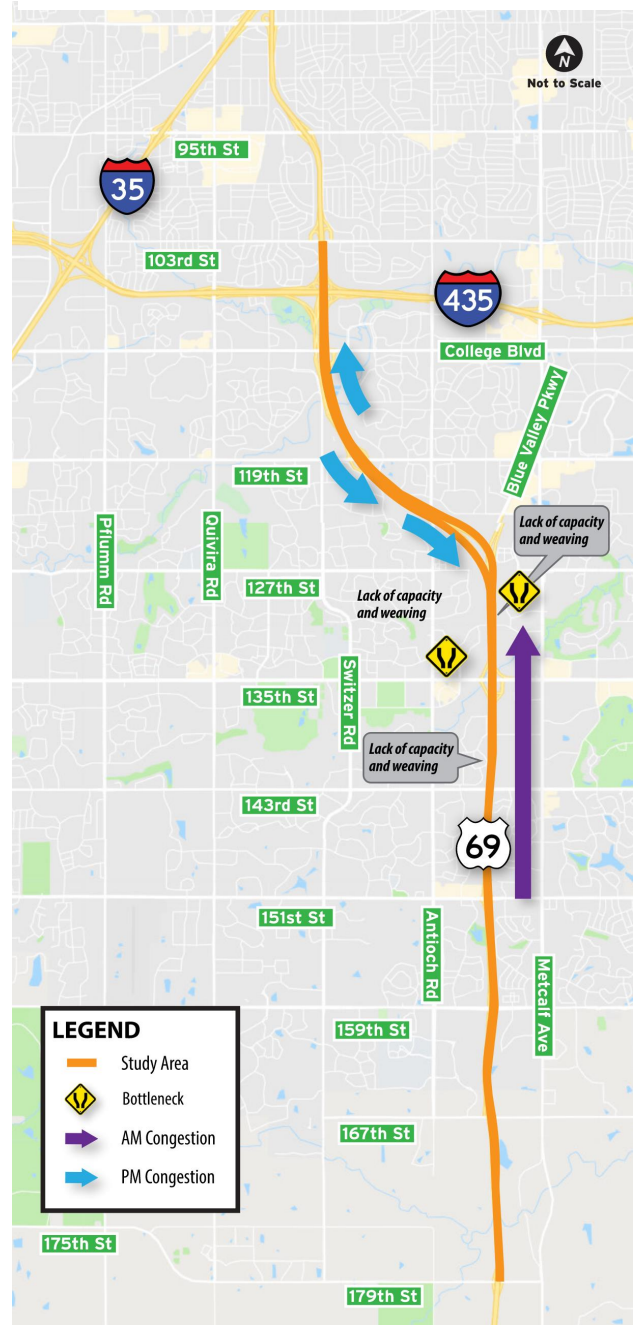 N
Not to Scale
95th St
35
103rd St
435
College Blvd
Blue Valley Pkwy
119th St
Lack of capacity
and weaving
Pflumm Rd
Quivira Rd
127th St
Lack of capacity
and weaving
Switzer Rd
135th St
Lack of capacity
and weaving
143rd St
69
151st St
Antioch Rd
Metcalf Ave
LEGEND
Study Area
Bottleneck
AM Congestion
PM Congestion
159th St
167th St
175th St
179th St